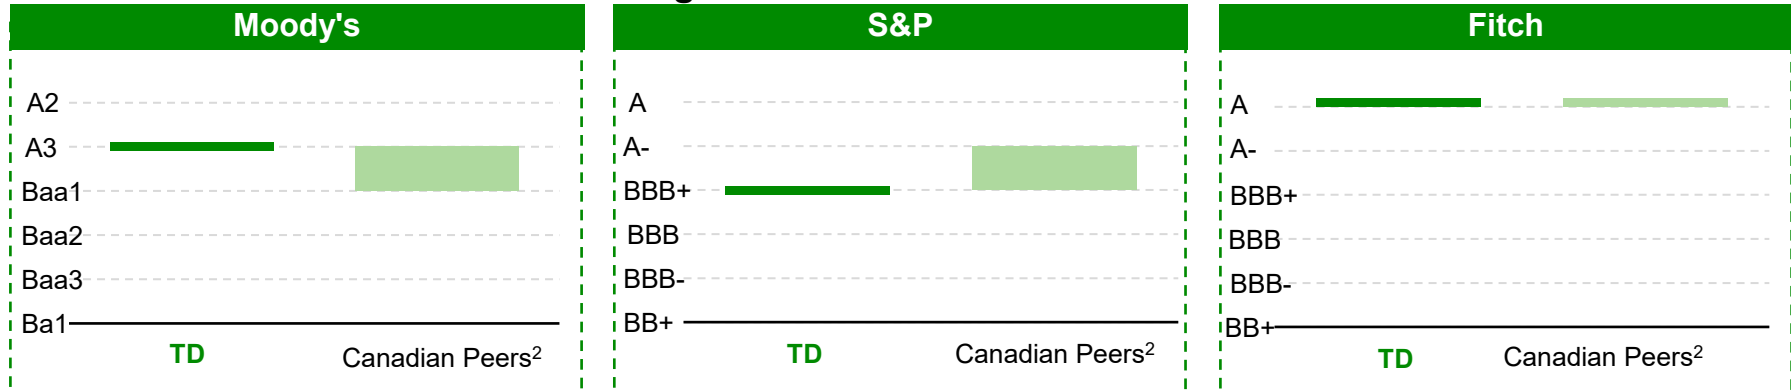 Moody's
A2
A3
Baa1
Baa2
Baa3
Ba1
TD
Canadian Peers²
S&P
A
A-
BBB+
BBB
BBB-
BB+
TD
Canadian Peers²
Fitch
A
A-
BBB+
BBB
BBB-
BB+
TD
Canadian Peers²